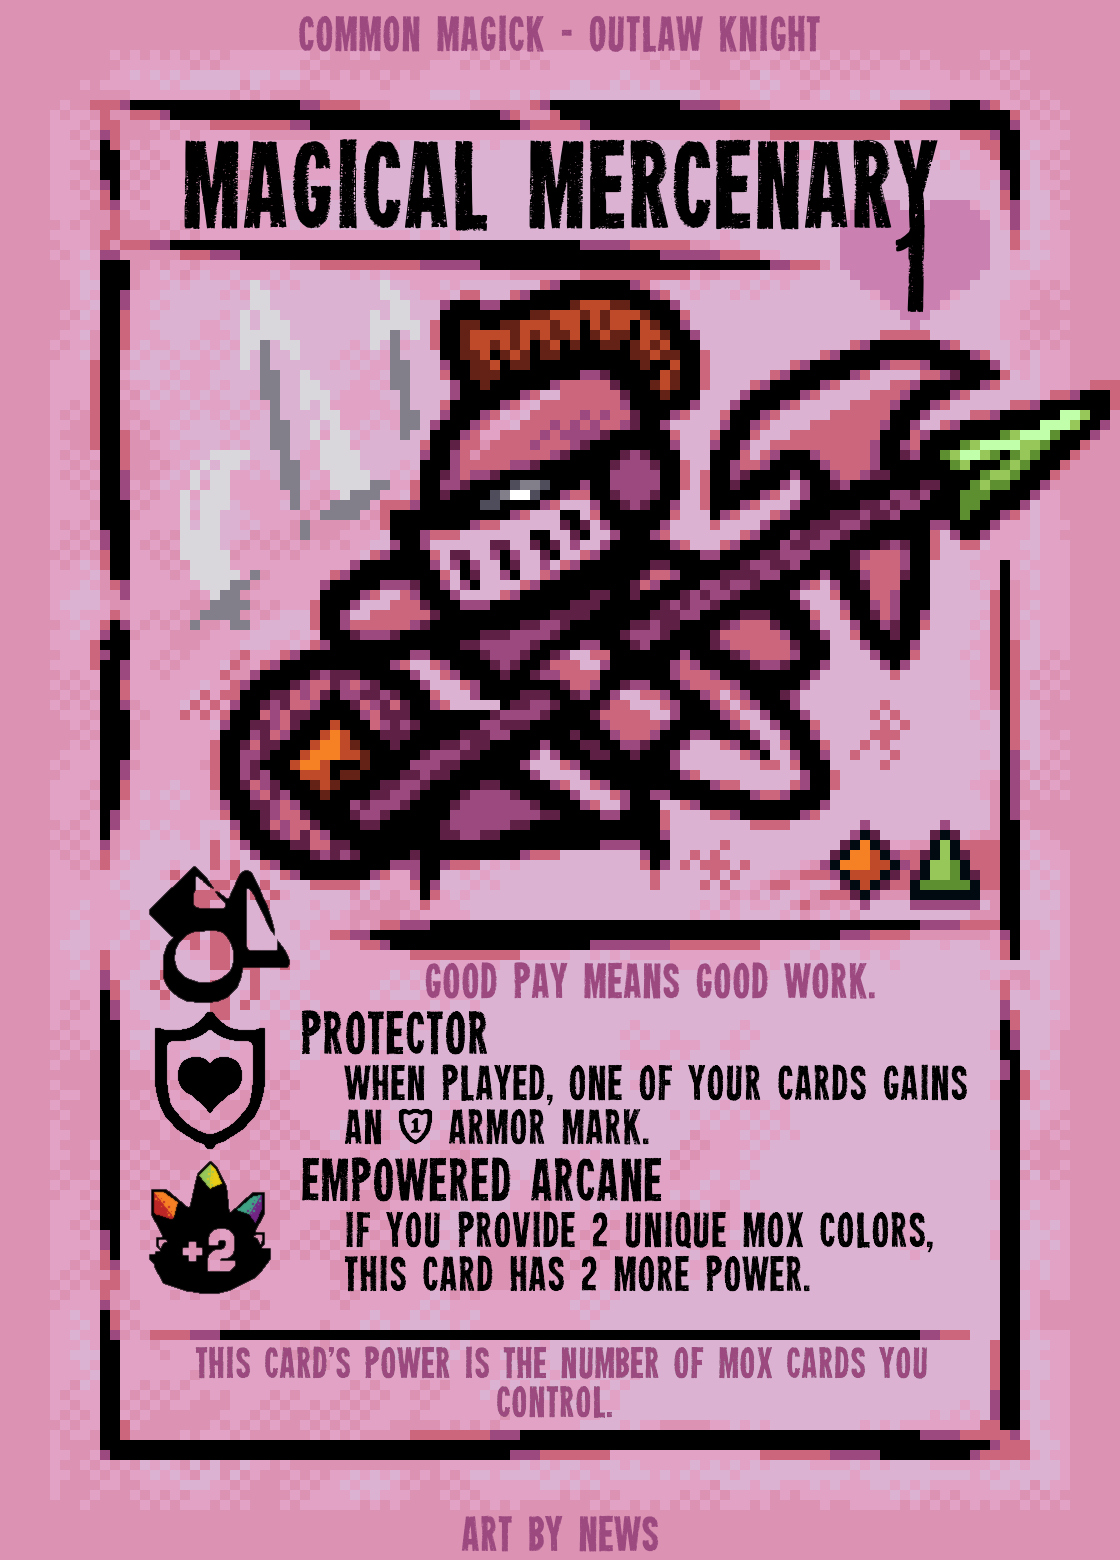 COMMON MAGICK - OUTLAW KNIGHT
MAGICAL MERCENARY
1
GOOD PAY MEANS GOOD WORK.
PROTECTOR
WHEN PLAYED, ONE OF YOUR CARDS GAINS
AN 1 ARMOR MARK.
EMPOWERED ARCANE
IF YOU PROVIDE 2 UNIQUE MOX COLORS,
THIS CARD HAS 2 MORE POWER.
+2
THIS CARD'S POWER IS THE NUMBER OF MOX CARDS YOU
CONTROL.
ART BY NEWS